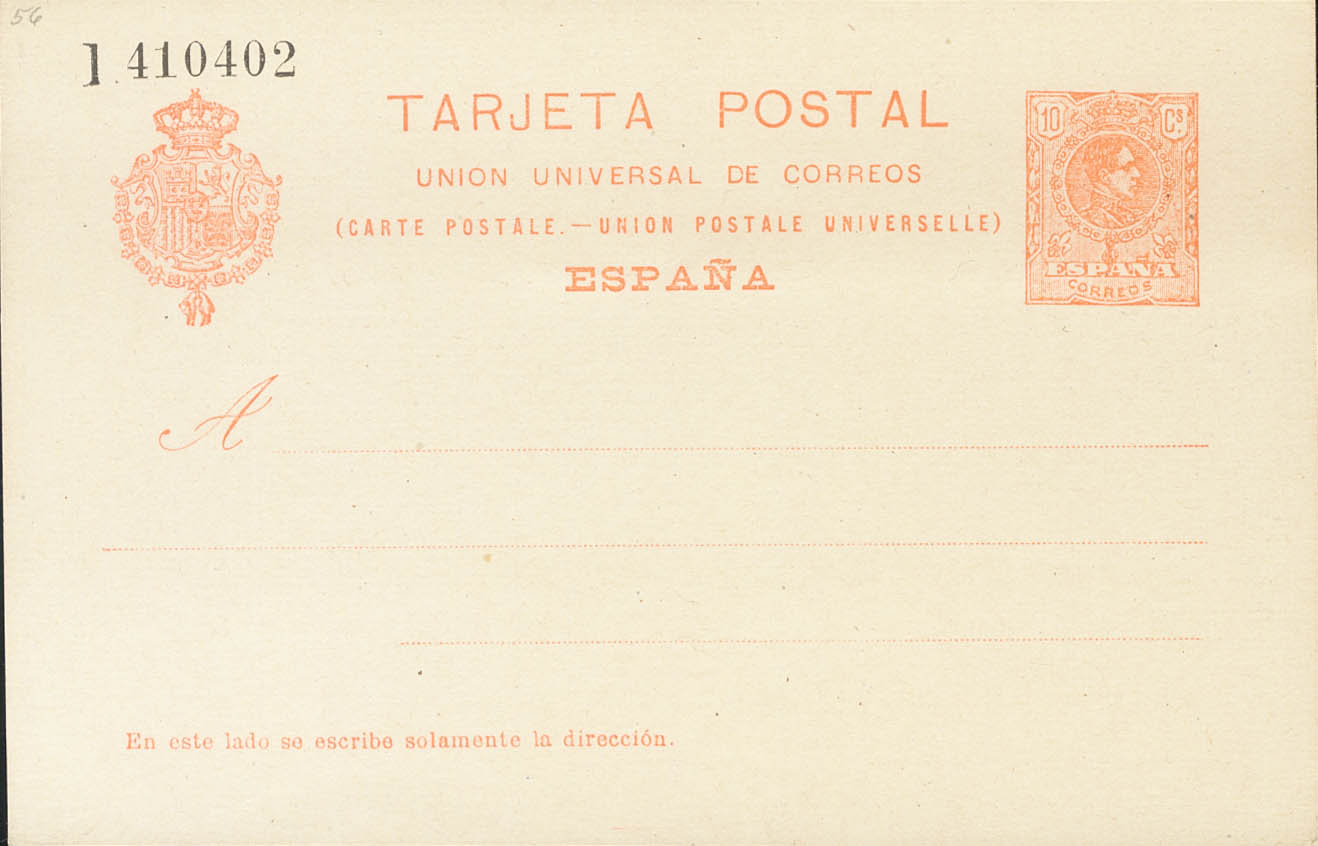 56
1.410402
TARJETA POSTAL
UNION UNIVERSAL DE CORREOS
(CARTE POSTALE.—UNION POSTALE UNIVERSELLE)
ESPAÑA
10 Cs.
ESPAÑA
CORREOS
A
En este lado se escribe solamente la dirección.